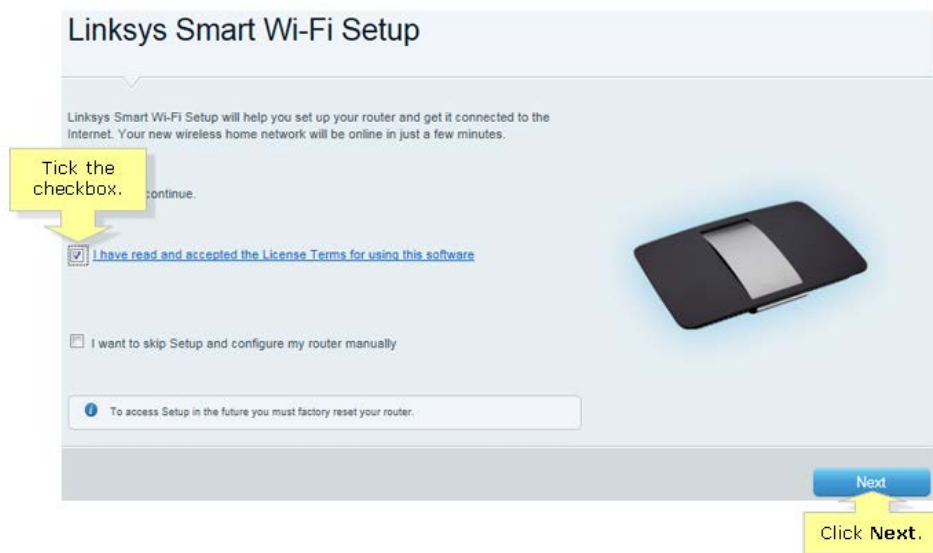 Linksys Smart Wi-Fi Setup
Linksys Smart Wi-Fi Setup will help you set up your router and get it connected to the
Internet. Your new wireless home network will be online in just a few minutes.
Tick the
checkbox.
continue.
I have read and accepted the License Terms for using this software
I want to skip Setup and configure my router manually
To access Setup in the future you must factory reset your router.
Next
Click Next.